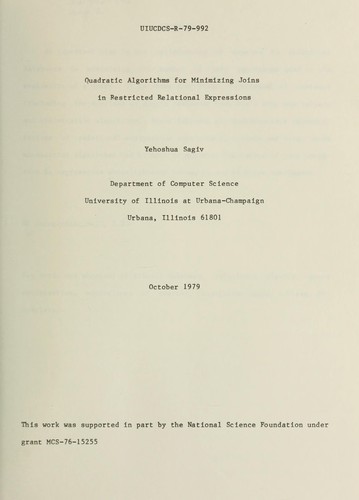 UIUCDCS-R-79-992
Quadratic Algorithms for Minimizing Joins
in Restricted Relational Expressions
Yehoshua Sagiv
Department of Computer Science
University of Illinois at Urbana-Champaign
Urbana, Illinois 61801
October 1979
This work was supported in part by the National Science Foundation under
grant MCS-76-15255